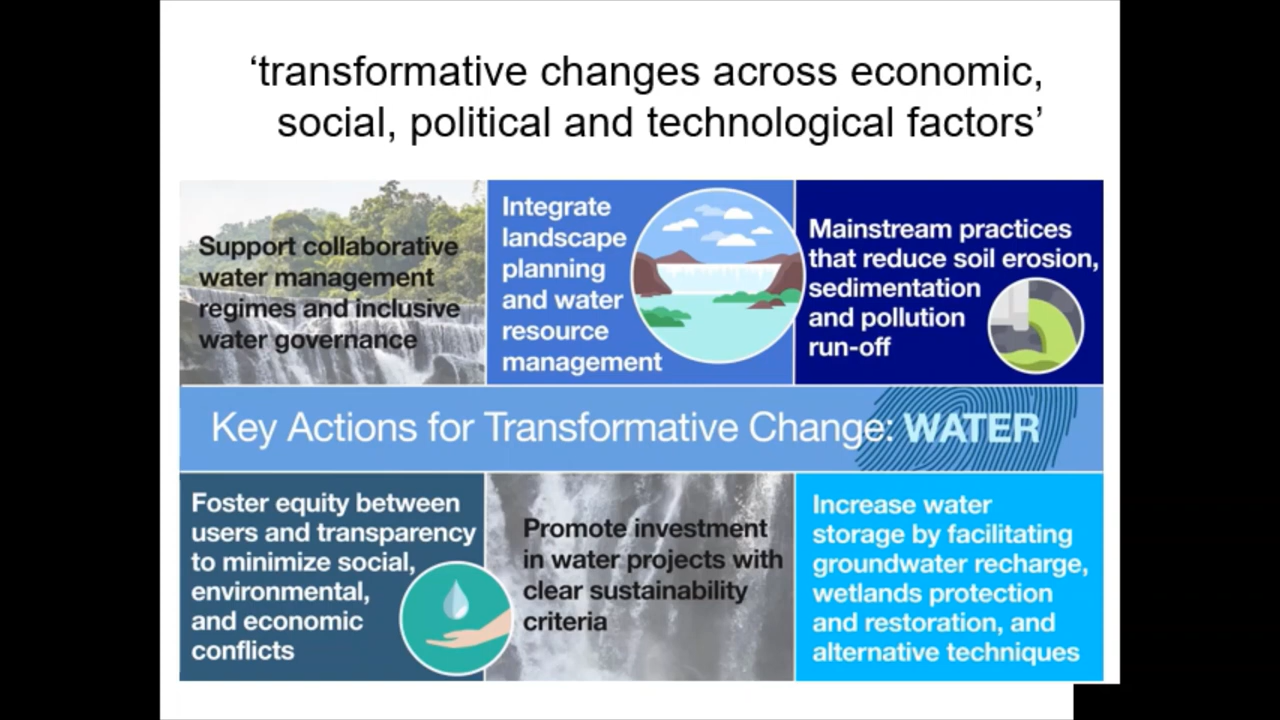 ‘transformative changes across economic,
social, political and technological factors’
Support collaborative
water management
regimes and inclusive
water governance
Integrate
landscape
planning
and water
resource
management
Mainstream practices
that reduce soil erosion,
sedimentation
and pollution
run-off
Key Actions for Transformative Change: WATER
Foster equity between
users and transparency
to minimize social,
environmental,
and economic
conflicts
Promote investment
in water projects with
clear sustainability
criteria
Increase water
storage by facilitating
groundwater recharge,
wetlands protection
and restoration, and
alternative techniques